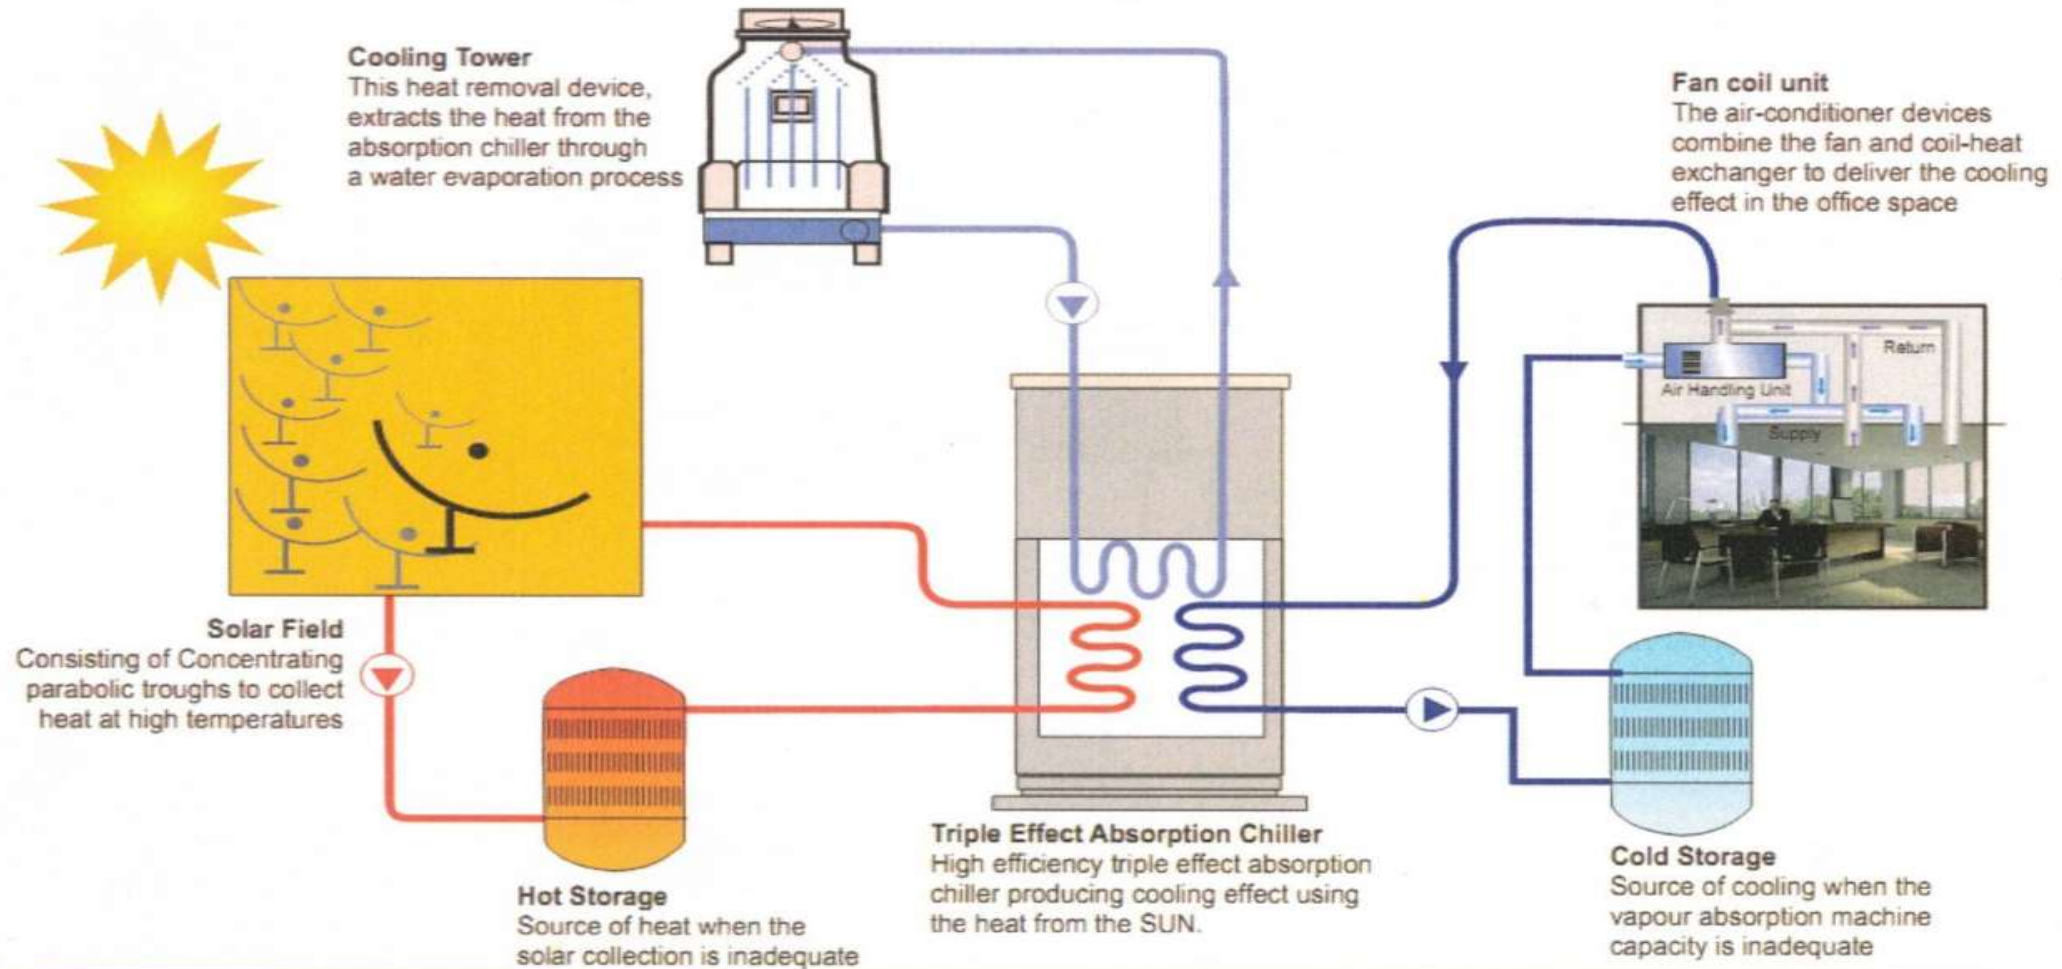 Cooling Tower
This heat removal device,
extracts the heat from the
absorption chiller through
a water evaporation process
Fan coil unit
The air-conditioner devices
combine the fan and coil-heat
exchanger to deliver the cooling
effect in the office space
Return
Air Handling Unit
Supply
Solar Field
Consisting of Concentrating
parabolic troughs to collect
heat at high temperatures
Hot Storage
Source of heat when the
solar collection is inadequate
Triple Effect Absorption Chiller
High efficiency triple effect absorption
chiller producing cooling effect using
the heat from the SUN.
Cold Storage
Source of cooling when the
vapour absorption machine
capacity is inadequate